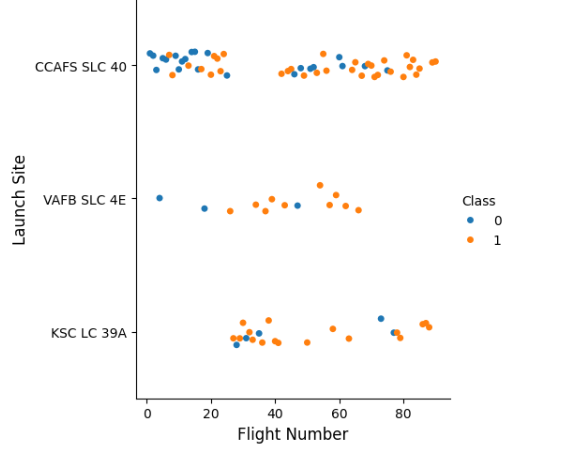 CCAFS SLC 40
VAFB SLC 4E
KSC LC 39A
Launch Site
0 20 40 60 80
Flight Number
Class
0
1